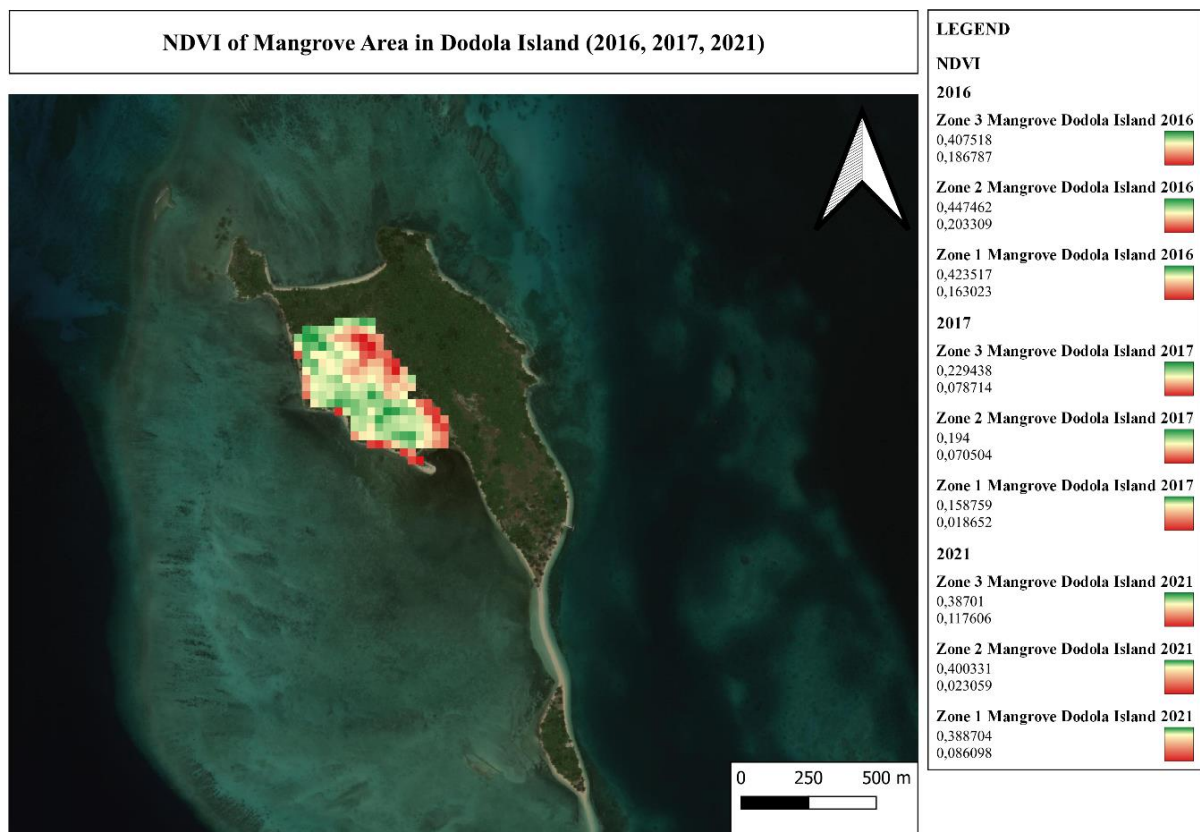 NDVI of Mangrove Area in Dodola Island (2016, 2017, 2021)
LEGEND
NDVI
2016
Zone 3 Mangrove Dodola Island 2016
0,407518
0,186787
Zone 2 Mangrove Dodola Island 2016
0,447462
0,203309
Zone 1 Mangrove Dodola Island 2016
0,423517
0,163023
2017
Zone 3 Mangrove Dodola Island 2017
0,229438
0,078714
Zone 2 Mangrove Dodola Island 2017
0,194
0,070504
Zone 1 Mangrove Dodola Island 2017
0,158759
0,018652
2021
Zone 3 Mangrove Dodola Island 2021
0,38701
0,117606
Zone 2 Mangrove Dodola Island 2021
0,400331
0,023059
Zone 1 Mangrove Dodola Island 2021
0,388704
0,086098
0 250 500 m